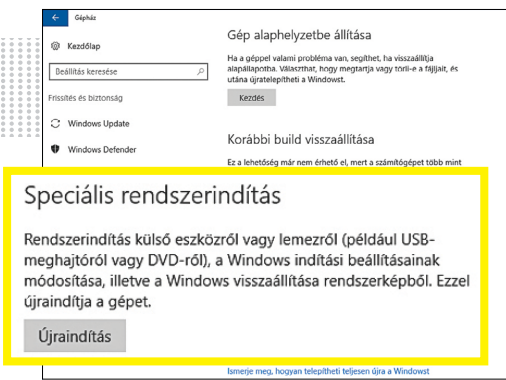 Gépház
Kezdőlap
Beállítás keresése
Frissítés és biztonság
Windows Update
Windows Defender
Gép alaphelyzetbe állítása
Ha a géppel valami probléma van, segíthet, ha visszaállítja
alapállapotba. Választhat, hogy megtartja vagy törli-e a fájljait, és
utána újratelepítheti a Windowst.
Kezdés
Korábbi build visszaállítása
Ez a lehetőség már nem érhető el, mert a számítógépet több mint
Speciális rendszerindítás
Rendszerindítás külső eszközről vagy lemezről (például USB-
meghajtóról vagy DVD-ről), a Windows indítási beállításainak
módosítása, illetve a Windows visszaállítása rendszerképből. Ezzel
újraindítja a gépet.
Újraindítás
Ismerje meg, hogyan telepítheti teljesen újra a Windowst